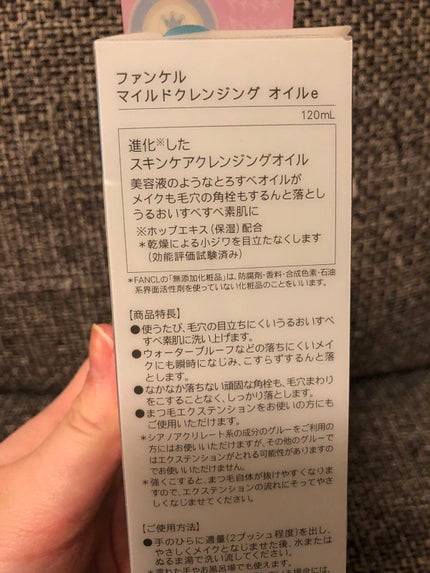 ファンケル
マイルドクレンジング オイルe
120mL
進化※した
スキンケアクレンジングオイル
美容液のようなとろすべオイルが
メイクも毛穴の角栓もするんと落とし
うるおいすべすべ素肌に
※ホップエキス(保湿)配合
＊乾燥による小ジワを目立たなくします
(効能評価試験済み)
＊FANCLの「無添加化粧品」は、防腐剤・香料・合成色素・石油
系界面活性剤を使っていない化粧品のことをいいます。
【商品特長】
●使うたび、毛穴の目立ちにくいうるおいすべ
すべ素肌に洗い上げます。
●ウォータープルーフなどの落ちにくいメイ
クにも瞬時になじみ、こすらずするんと落
とします。
●なかなか落ちない頑固な角栓も、毛穴まわり
をこすることなく、しっかり落とします。
●まつ毛エクステンションをお使いの方にも
ご使用いただけます。
＊シアノアクリレート系の成分のグルーをご利用の
方にはお使いいただけますが、その他のグルーで
はエクステンションがとれる可能性がありますの
でお使いいただけません。
＊強くこすると、まつ毛自体が抜けやすくなりま
すので、エクステンションの流れにそってやさ
しくなじませてください。
【ご使用方法】
●手のひらに適量(2プッシュ程度)を出し、
やさしくメイクとなじませた後、水または
ぬるま湯で洗い流してください。
＊濡れた手やお風呂場でも使えます。